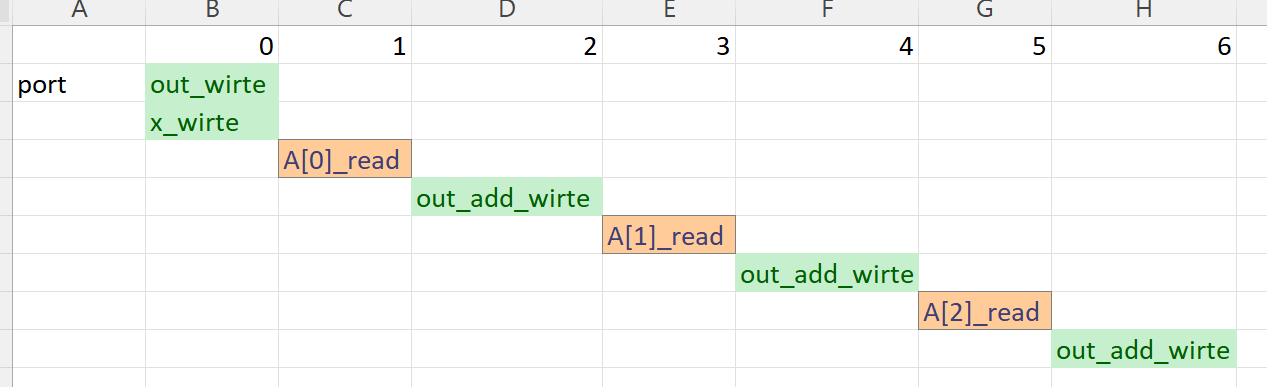 A B C D E F G H
0 1 2 3 4 5 6
port out_wirte
x_wirte
A[0]_read
out_add_wirte
A[1]_read
out_add_wirte
A[2]_read
out_add_wirte